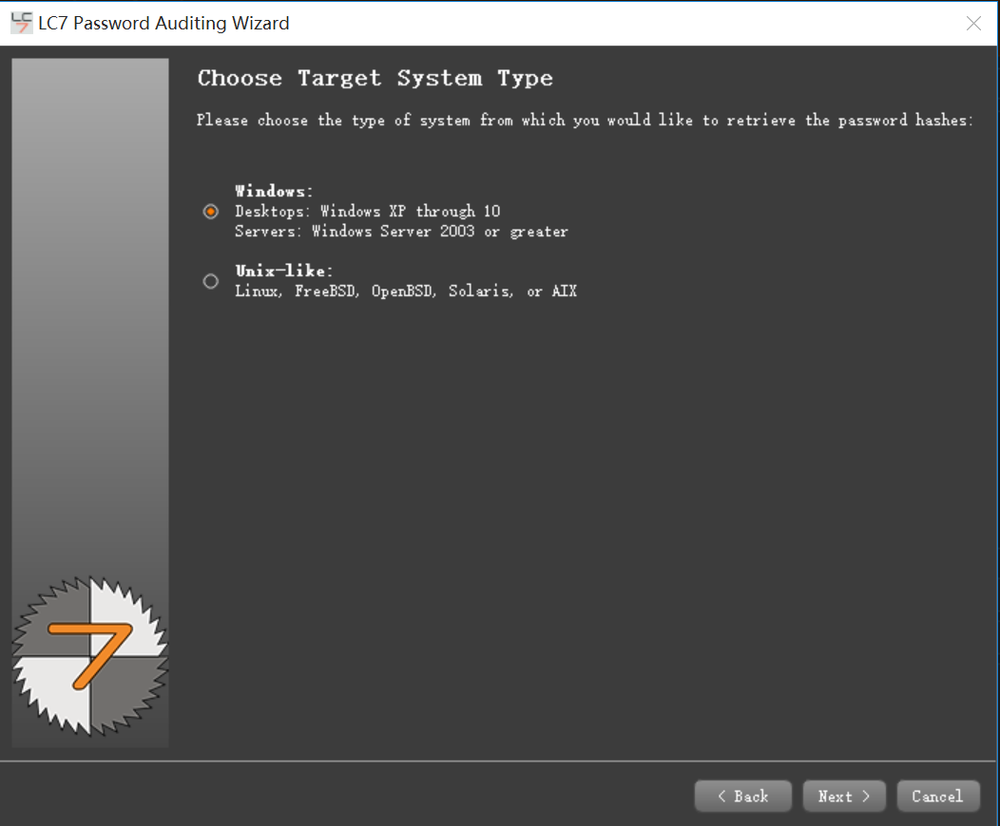 LC7 Password Auditing Wizard
Choose Target System Type
Please choose the type of system from which you would like to retrieve the password hashes:
Windows:
Desktops: Windows XP through 10
Servers: Windows Server 2003 or greater
Unix-like:
Linux, FreeBSD, OpenBSD, Solaris, or AIX
7
< Back
Next >
Cancel